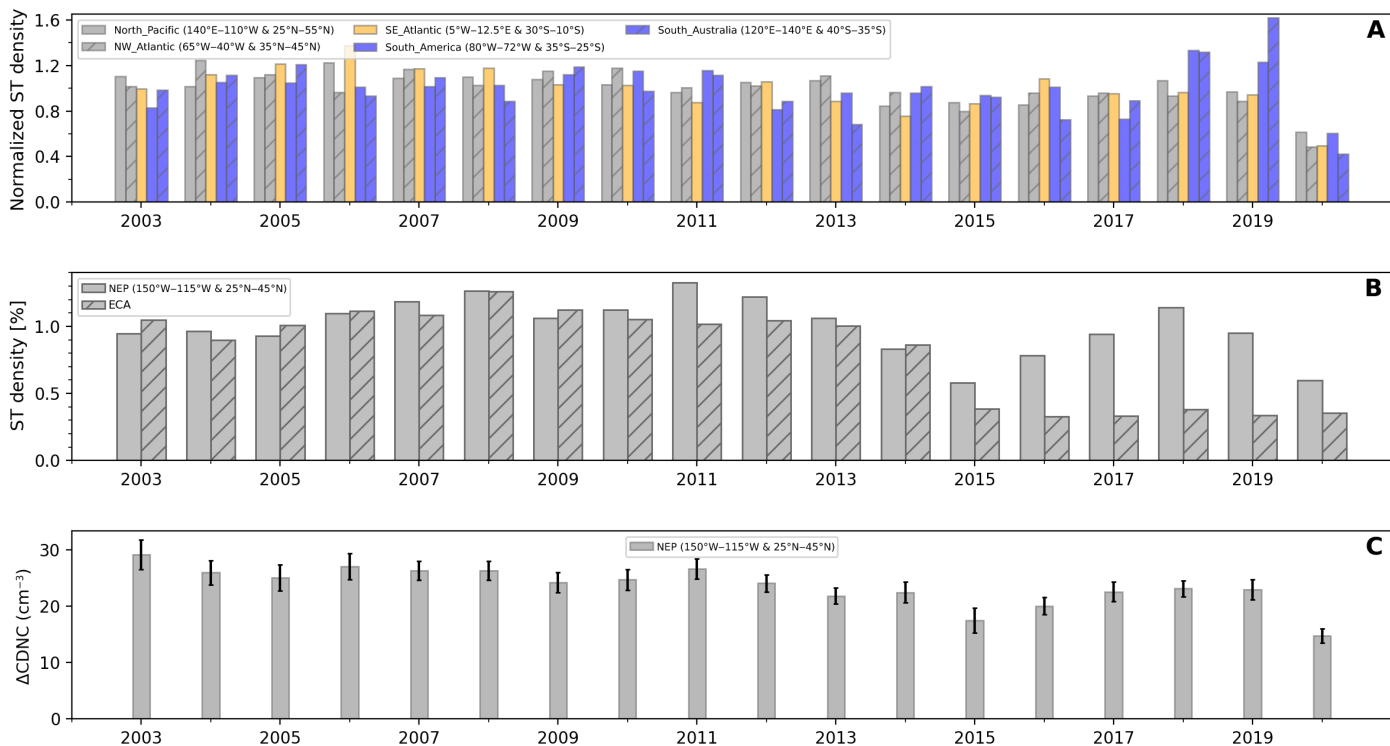 A
North_Pacific (140°E−110°W & 25°N−55°N)
NW_Atlantic (65°W−40°W & 35°N−45°N)
SE_Atlantic (5°W−12.5°E & 30°S−10°S)
South_America (80°W−72°W & 35°S−25°S)
South_Australia (120°E−140°E & 40°S−35°S)
Normalized ST density
1.6
1.2
0.8
0.4
0.0
2003 2005 2007 2009 2011 2013 2015 2017 2019
B
NEP (150°W−115°W & 25°N−45°N)
ECA
ST density [%]
1.0
0.5
0.0
2003 2005 2007 2009 2011 2013 2015 2017 2019
C
NEP (150°W−115°W & 25°N−45°N)
ΔCDNC (cm⁻³)
30
20
10
0
2003 2005 2007 2009 2011 2013 2015 2017 2019